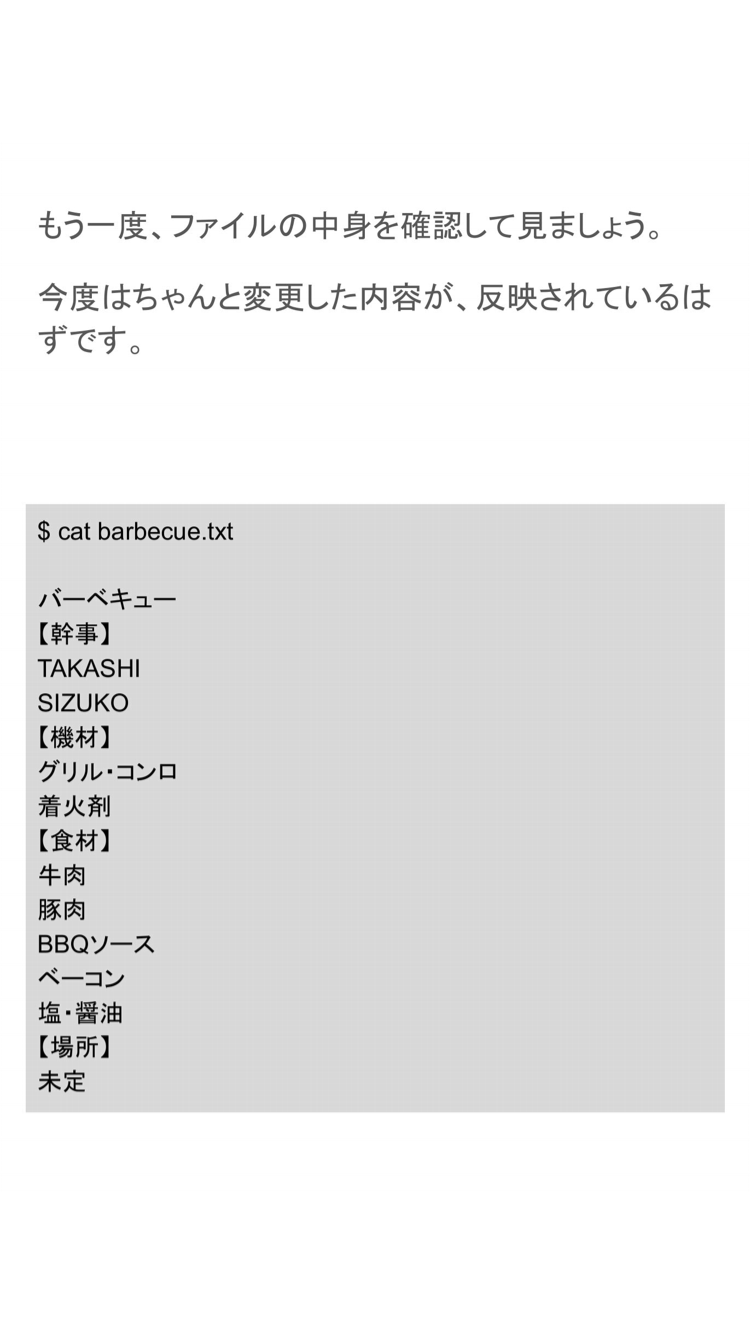 もう一度、ファイルの中身を確認して見ましょう。
今度はちゃんと変更した内容が、反映されているは
ずです。
$ cat barbecue.txt
バーベキュー
【幹事】
TAKASHI
SIZUKO
【機材】
グリル・コンロ
着火剤
【食材】
牛肉
豚肉
BBQソース
ベーコン
塩・醤油
【場所】
未定